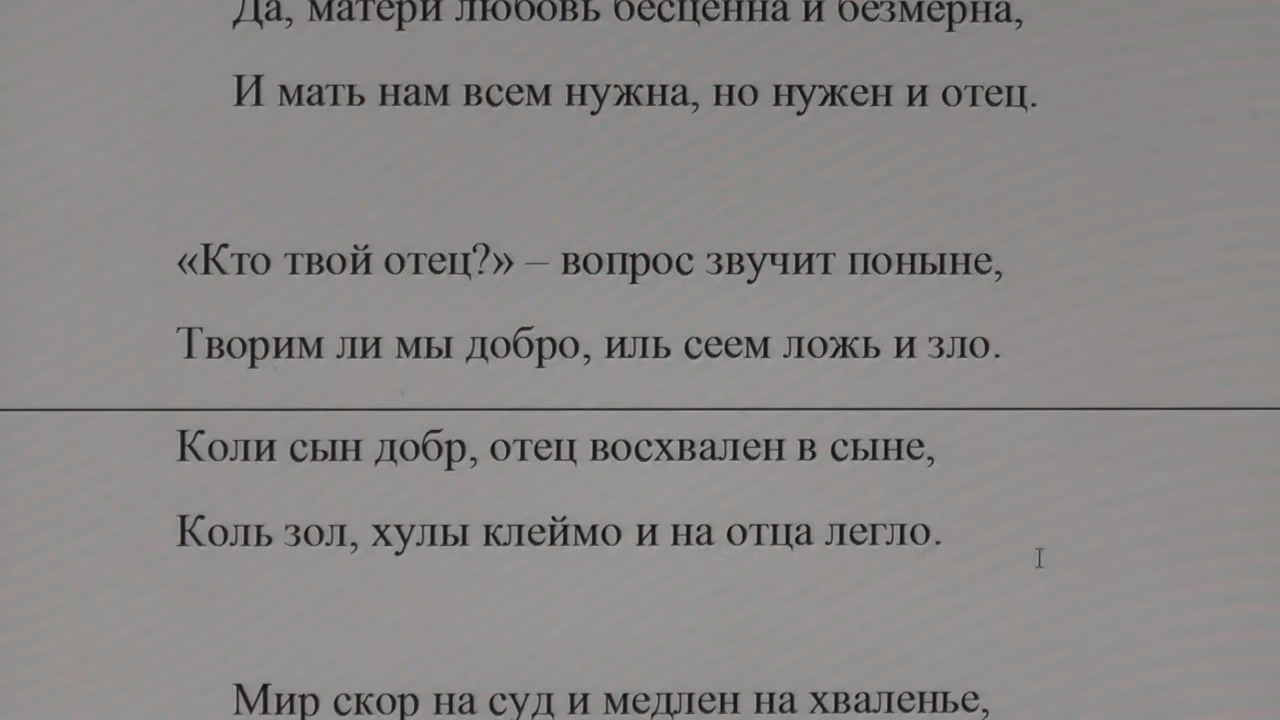 Да, матери любовь бесценна и безмерна,
И мать нам всем нужна, но нужен и отец.
«Кто твой отец?» – вопрос звучит поныне,
Творим ли мы добро, иль сеем ложь и зло.
Коли сын добр, отец восхвален в сыне,
Коль зол, хулы клеймо и на отца легло.
Мир скор на суд и медлен на хваленье,